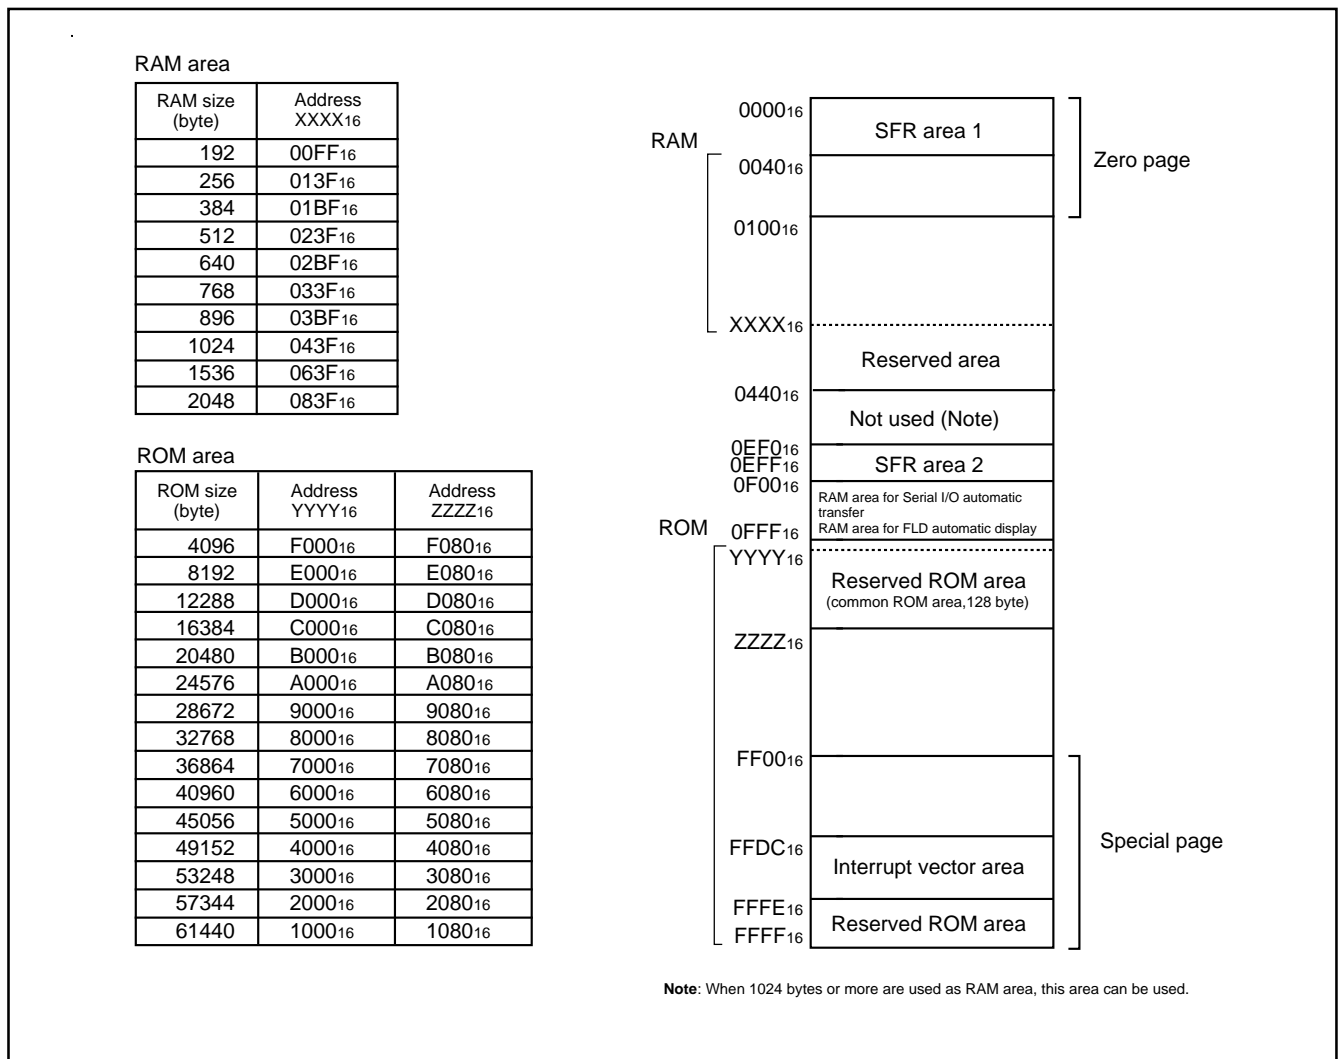 RAM area
RAM size (byte) Address XXXX16
192 00FF16
256 013F16
384 01BF16
512 023F16
640 02BF16
768 033F16
896 03BF16
1024 043F16
1536 063F16
2048 083F16
ROM area
ROM size (byte) Address YYYY16 Address ZZZZ16
4096 F00016 F08016
8192 E00016 E08016
12288 D00016 D08016
16384 C00016 C08016
20480 B00016 B08016
24576 A00016 A08016
28672 900016 908016
32768 800016 808016
36864 700016 708016
40960 600016 608016
45056 500016 508016
49152 400016 408016
53248 300016 308016
57344 200016 208016
61440 100016 108016
000016
SFR area 1
RAM
004016
Zero page
010016
XXXX16
Reserved area
044016
Not used (Note)
0EF016
0EFF16
SFR area 2
0F0016
RAM area for Serial I/O automatic
transfer
RAM area for FLD automatic display
ROM
0FFF16
YYYY16
Reserved ROM area
(common ROM area,128 byte)
ZZZZ16
FF0016
Special page
FFDC16
Interrupt vector area
FFFE16
Reserved ROM area
FFFF16
Note: When 1024 bytes or more are used as RAM area, this area can be used.